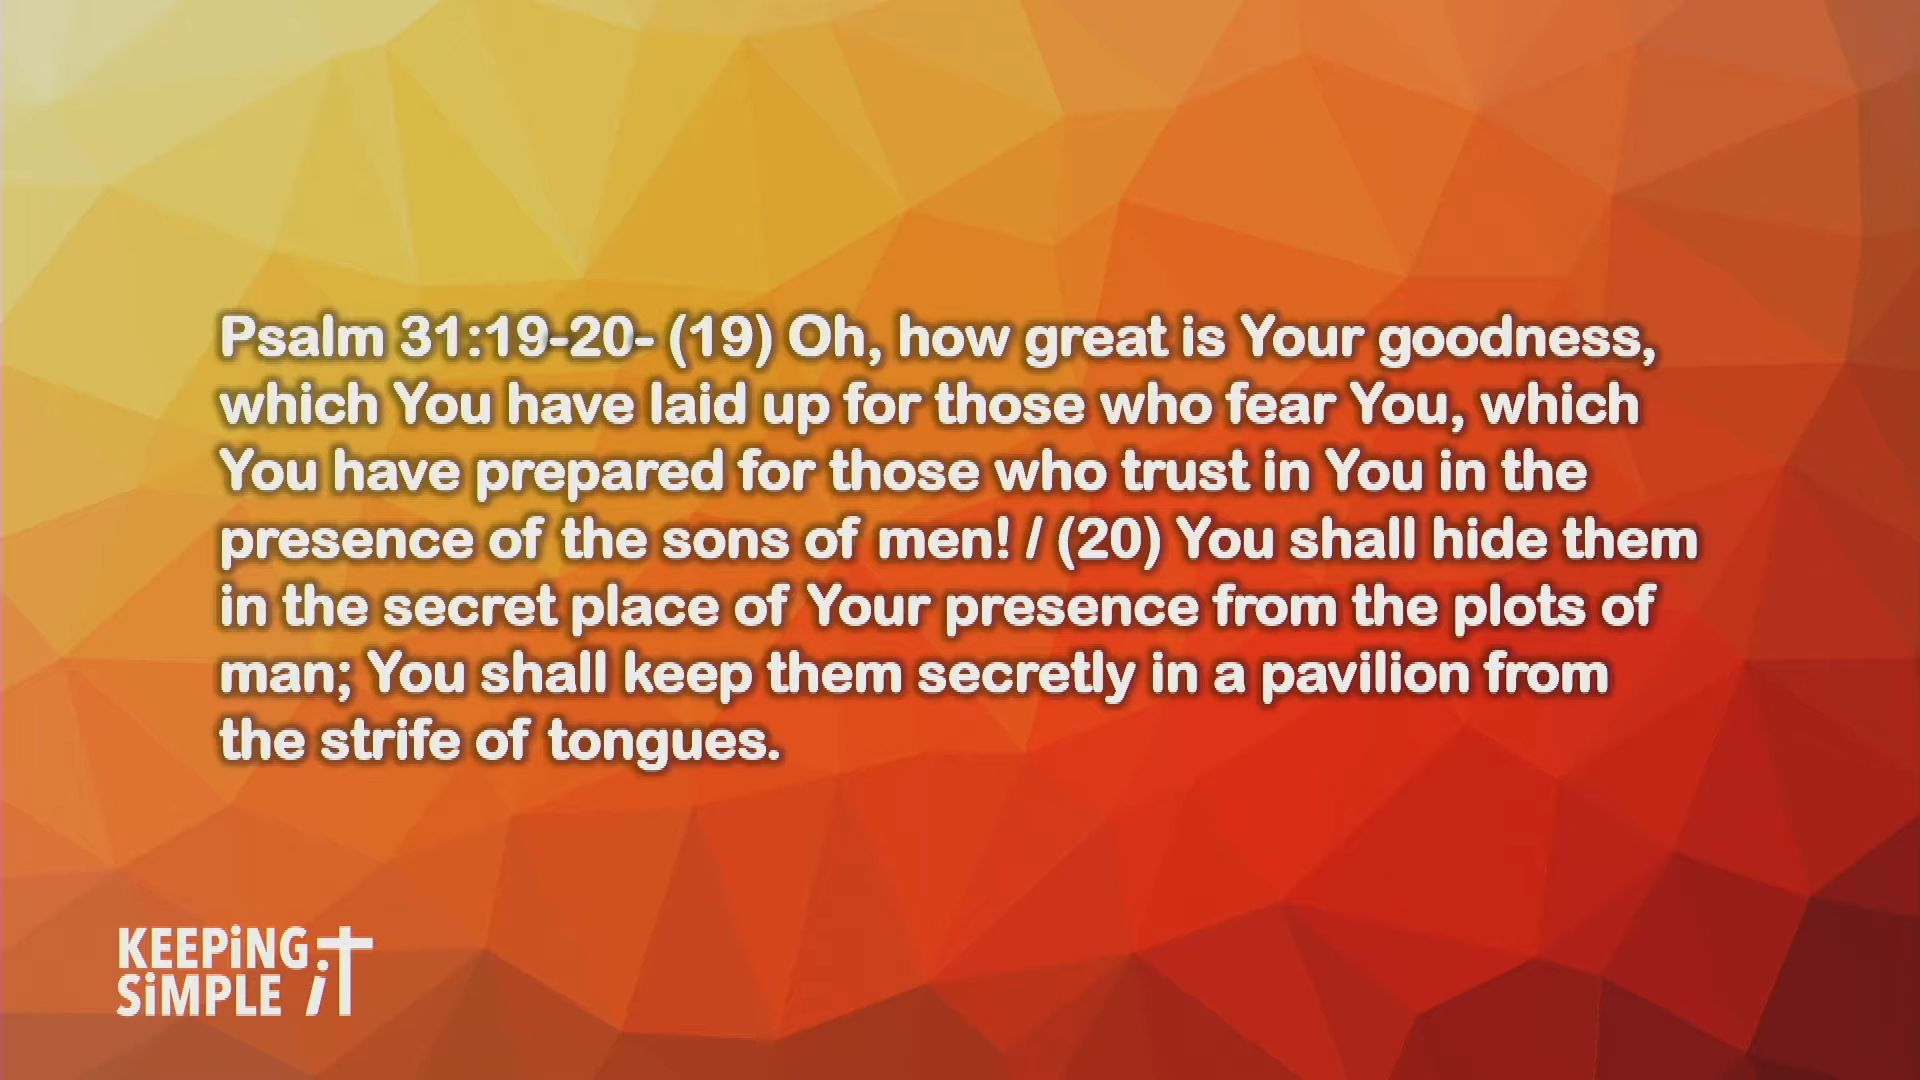 Psalm 31:19-20- (19) Oh, how great is Your goodness,
which You have laid up for those who fear You, which
You have prepared for those who trust in You in the
presence of the sons of men! / (20) You shall hide them
in the secret place of Your presence from the plots of
man; You shall keep them secretly in a pavilion from
the strife of tongues.
KEEPiNG
SiMPLE iT